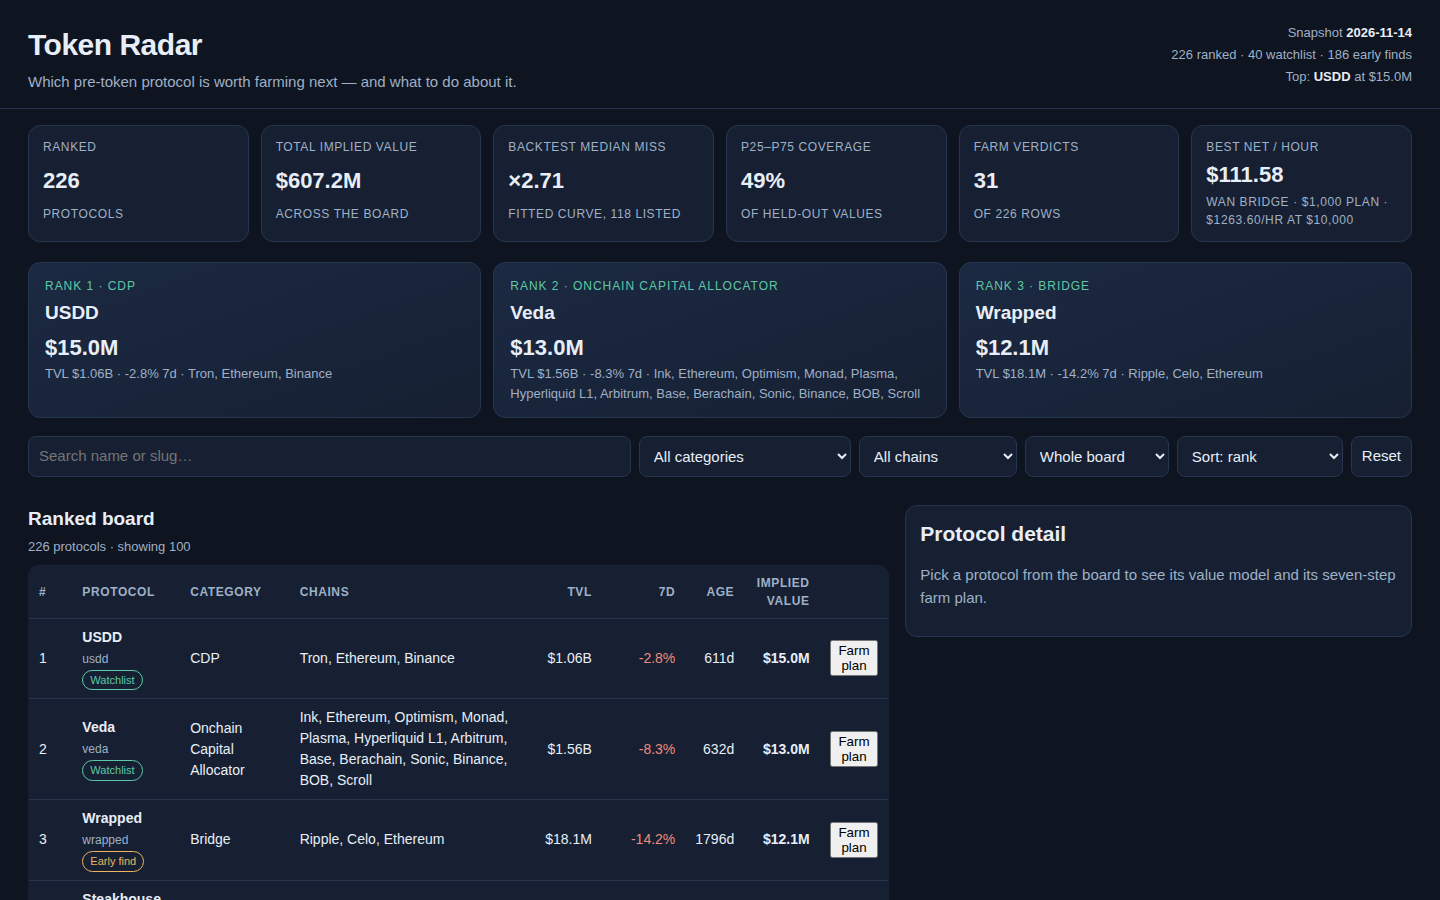 Token Radar
Which pre-token protocol is worth farming next — and what to do about it.
Snapshot 2026-11-14
226 ranked · 40 watchlist · 186 early finds
Top: USDD at $15.0M
RANKED
226
PROTOCOLS
TOTAL IMPLIED VALUE
$607.2M
ACROSS THE BOARD
BACKTEST MEDIAN MISS
×2.71
FITTED CURVE, 118 LISTED
P25–P75 COVERAGE
49%
OF HELD-OUT VALUES
FARM VERDICTS
31
OF 226 ROWS
BEST NET / HOUR
$111.58
WAN BRIDGE · $1,000 PLAN ·
$1263.60/HR AT $10,000
RANK 1 · CDP
USDD
$15.0M
TVL $1.06B · -2.8% 7d · Tron, Ethereum, Binance
RANK 2 · ONCHAIN CAPITAL ALLOCATOR
Veda
$13.0M
TVL $1.56B · -8.3% 7d · Ink, Ethereum, Optimism, Monad, Plasma,
Hyperliquid L1, Arbitrum, Base, Berachain, Sonic, Binance, BOB, Scroll
RANK 3 · BRIDGE
Wrapped
$12.1M
TVL $18.1M · -14.2% 7d · Ripple, Celo, Ethereum
Search name or slug…
All categories
All chains
Whole board
Sort: rank
Reset
Ranked board
226 protocols · showing 100
# PROTOCOL CATEGORY CHAINS TVL 7D AGE IMPLIED
VALUE
1
USDD
usdd
Watchlist
CDP
Tron, Ethereum, Binance
$1.06B
-2.8%
611d
$15.0M
Farm
plan
2
Veda
veda
Watchlist
Onchain
Capital
Allocator
Ink, Ethereum, Optimism, Monad,
Plasma, Hyperliquid L1, Arbitrum,
Base, Berachain, Sonic, Binance,
BOB, Scroll
$1.56B
-8.3%
632d
$13.0M
Farm
plan
3
Wrapped
wrapped
Early find
Bridge
Ripple, Celo, Ethereum
$18.1M
-14.2%
1796d
$12.1M
Farm
plan
Steakhouse
Protocol detail
Pick a protocol from the board to see its value model and its seven-step
farm plan.